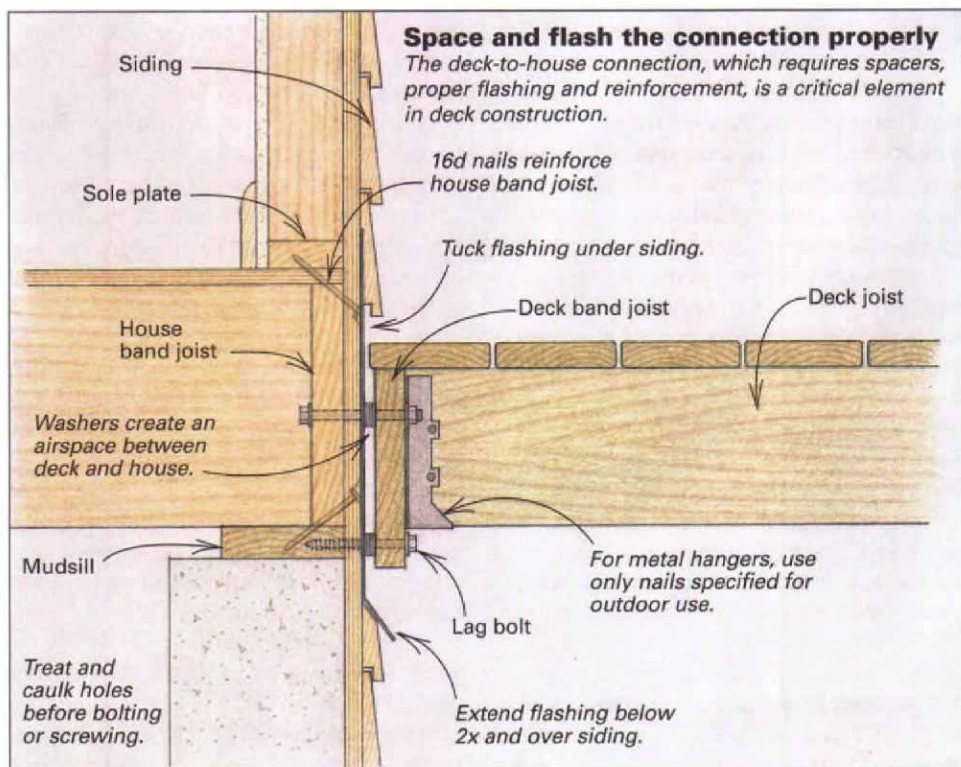 Space and flash the connection properly
The deck-to-house connection, which requires spacers,
proper flashing and reinforcement, is a critical element
in deck construction.
Siding
16d nails reinforce
house band joist.
Sole plate
Tuck flashing under siding.
Deck band joist
Deck joist
House
band joist
Washers create an
airspace between
deck and house.
Mudsill
For metal hangers, use
only nails specified for
outdoor use.
Lag bolt
Treat and
caulk holes
before bolting
or screwing.
Extend flashing below
2x and over siding.